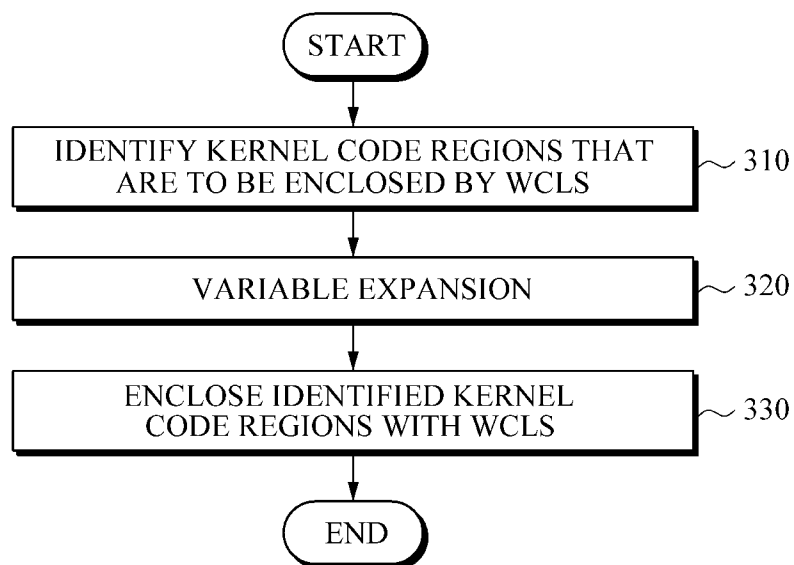 START
IDENTIFY KERNEL CODE REGIONS THAT
ARE TO BE ENCLOSED BY WCLS
310
VARIABLE EXPANSION
320
ENCLOSE IDENTIFIED KERNEL
CODE REGIONS WITH WCLS
330
END